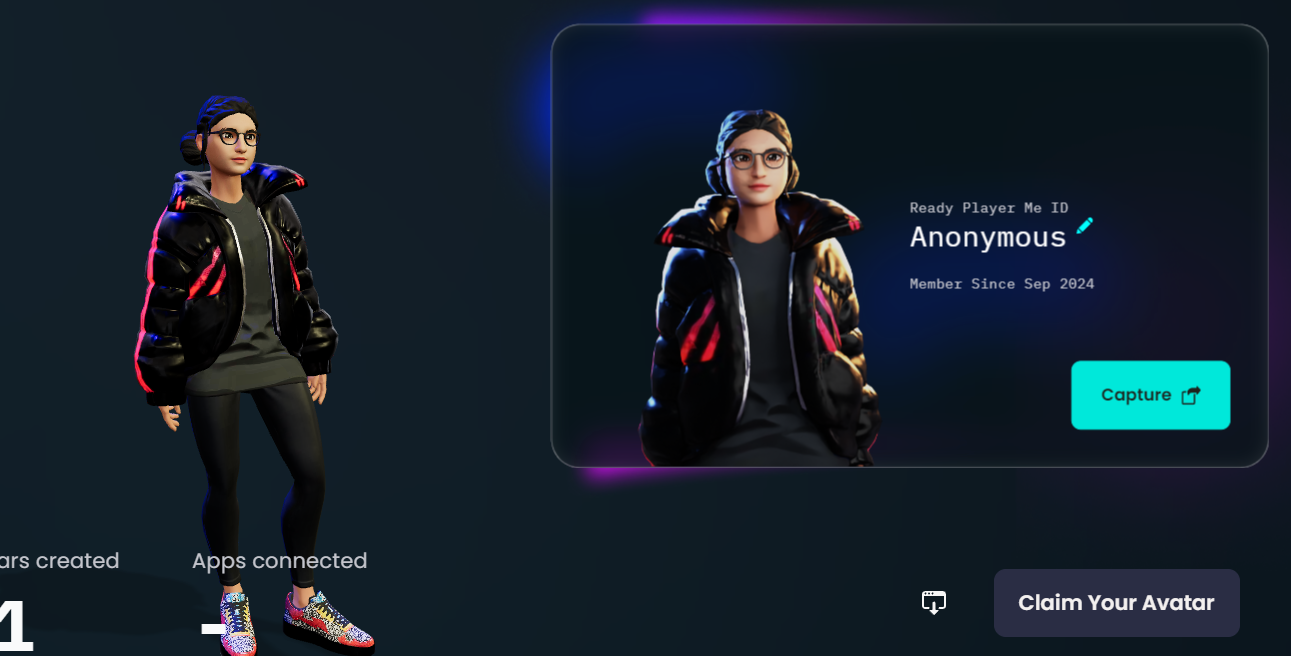 Ready Player Me ID
Anonymous
Member Since Sep 2024
Capture
ars created
Apps connected
1
-
Claim Your Avatar